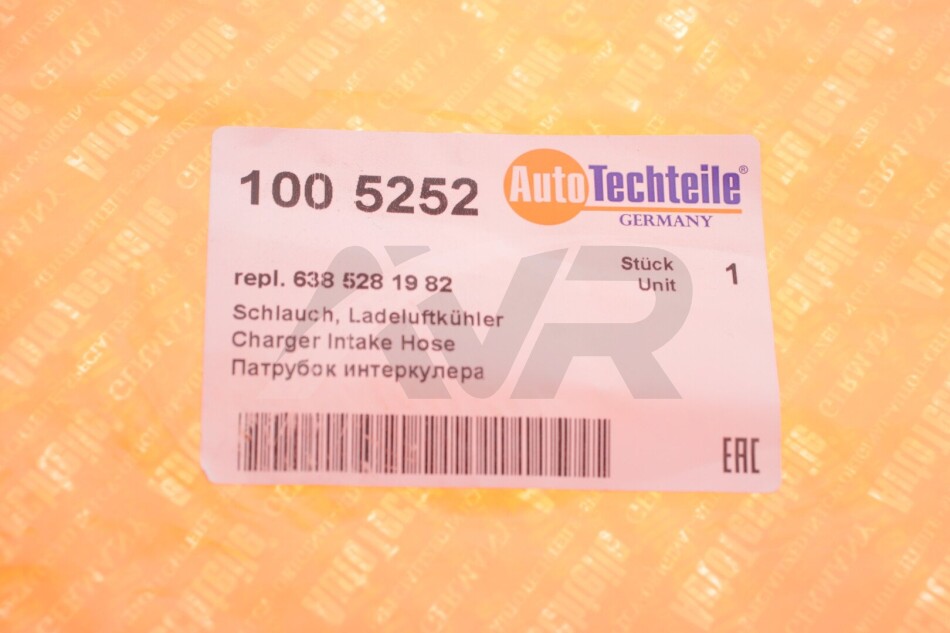 100 5252
AutoTechteile®
GERMANY
repl. 638 528 19 82
Stück 1
Unit
Schlauch, Ladeluftkühler
Charger Intake Hose
Патрубок интеркулера
EAC
AVR